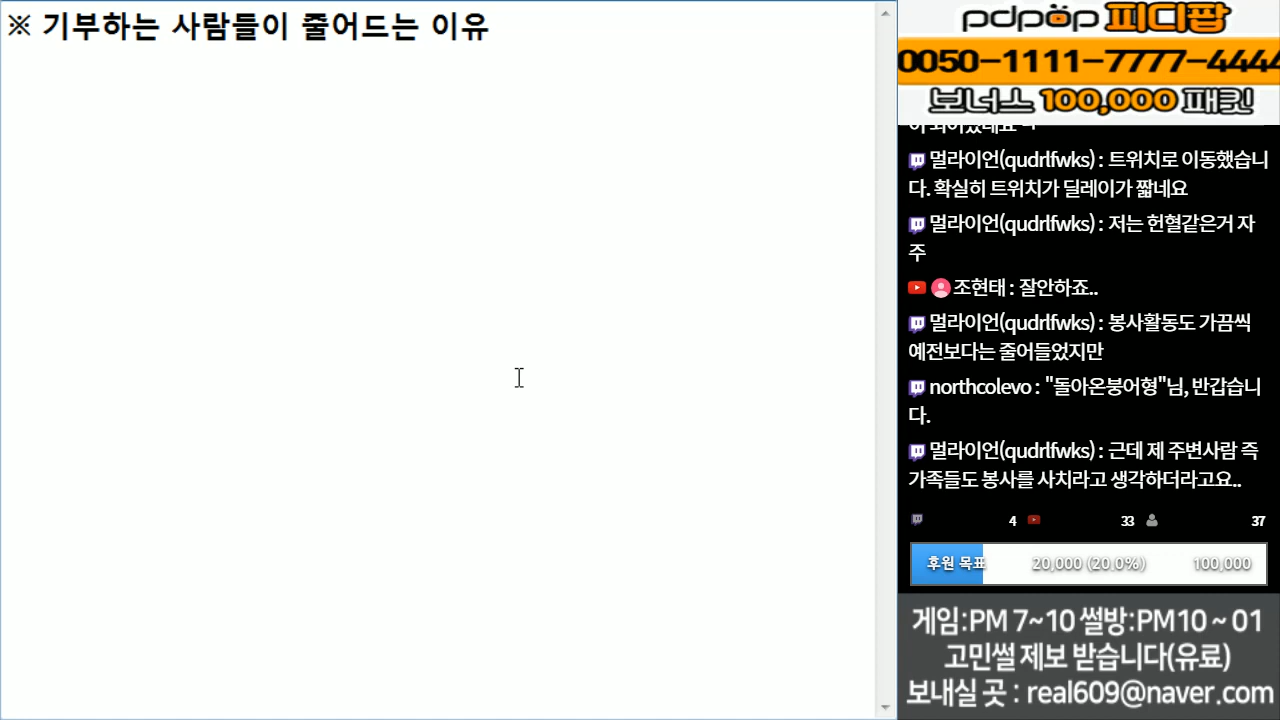 ※ 기부하는 사람들이 줄어드는 이유
pdpop 피디팝
0050-1111-7777-4444
보너스 100,000 패킷
멀라이언(qudrlfwks) : 트위치로 이동했습니
다. 확실히 트위치가 딜레이가 짧네요
멀라이언(qudrlfwks) : 저는 헌혈같은거 자
주
조현태 : 잘안하죠..
멀라이언(qudrlfwks) : 봉사활동도 가끔씩
예전보다는 줄어들었지만
northcolevo : "돌아온붕어형"님, 반갑습니
다.
멀라이언(qudrlfwks) : 근데 제 주변사람 즉
가족들도 봉사를 사치라고 생각하더라고요..
4 33 37
후원 목표 20,000 (20.0%) 100,000
게임:PM 7~10 썰방:PM10 ~ 01
고민썰 제보 받습니다(유료)
보내실 곳 : real609@naver.com